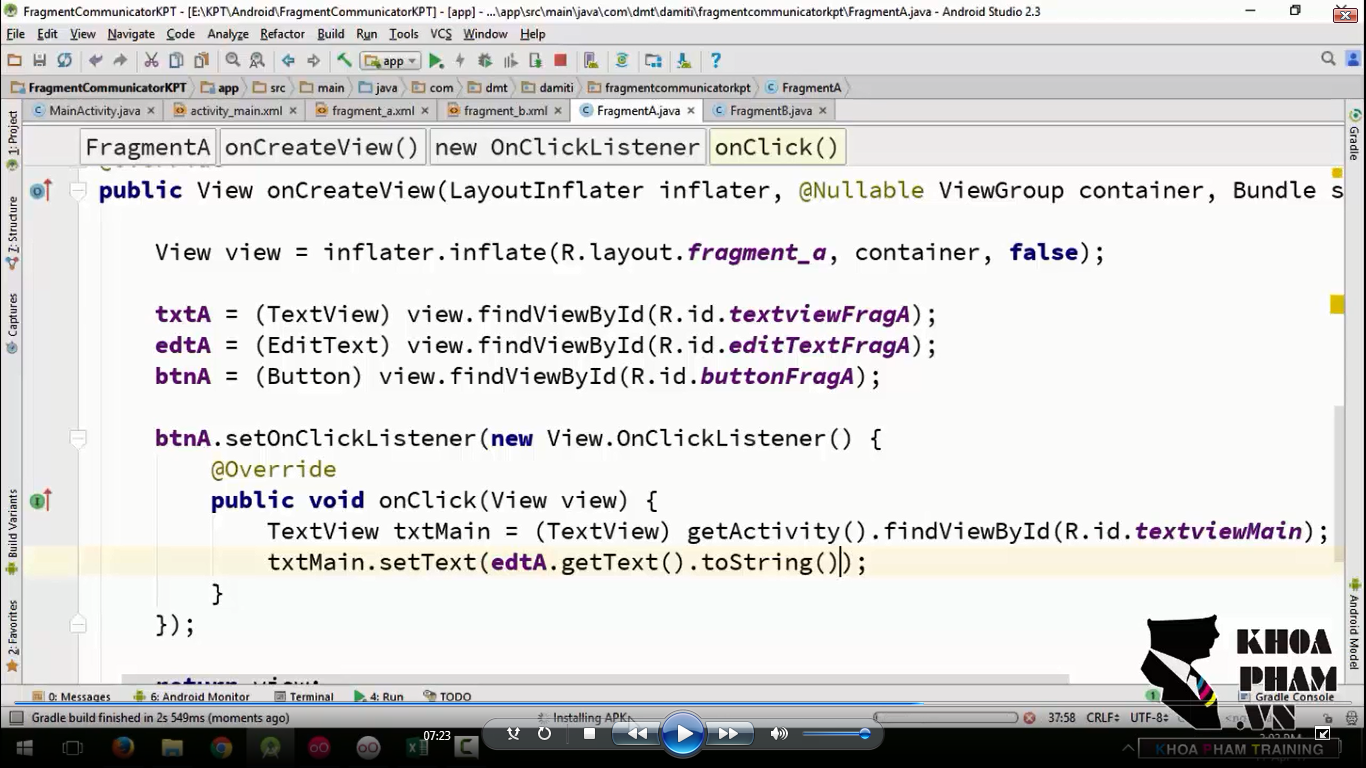 FragmentCommunicatorKPT - [E:\KPT\Android\FragmentCommunicatorKPT] - [app] - ...\app\src\main\java\com\dmt\damiti\fragmentcommunicatorkpt\FragmentA.java - Android Studio 2.3
File Edit View Navigate Code Analyze Refactor Build Run Tools VCS Window Help
app
FragmentCommunicatorKPT app src main java com dmt damiti fragmentcommunicatorkpt FragmentA
MainActivity.java activity_main.xml fragment_a.xml fragment_b.xml FragmentA.java FragmentB.java
FragmentA onCreateView() new OnClickListener onClick()
public View onCreateView(LayoutInflater inflater, @Nullable ViewGroup container, Bundle s
View view = inflater.inflate(R.layout.fragment_a, container, false);
txtA = (TextView) view.findViewById(R.id.textviewFragA);
edtA = (EditText) view.findViewById(R.id.editTextFragA);
btnA = (Button) view.findViewById(R.id.buttonFragA);
btnA.setOnClickListener(new View.OnClickListener() {
@Override
public void onClick(View view) {
TextView txtMain = (TextView) getActivity().findViewById(R.id.textviewMain);
txtMain.setText(edtA.getText().toString());
}
});
return view;
1: Project
7: Structure
Captures
Build Variants
2: Favorites
Gradle
Android Model
KHOA
PHAM
.VN
0: Messages 6: Android Monitor Terminal 4: Run TODO 1 Gradle Console
Gradle build finished in 2s 549ms (moments ago) Installing APK 37:58 CRLF÷ UTF-8÷
07:23
KHOA PHAM TRAINING